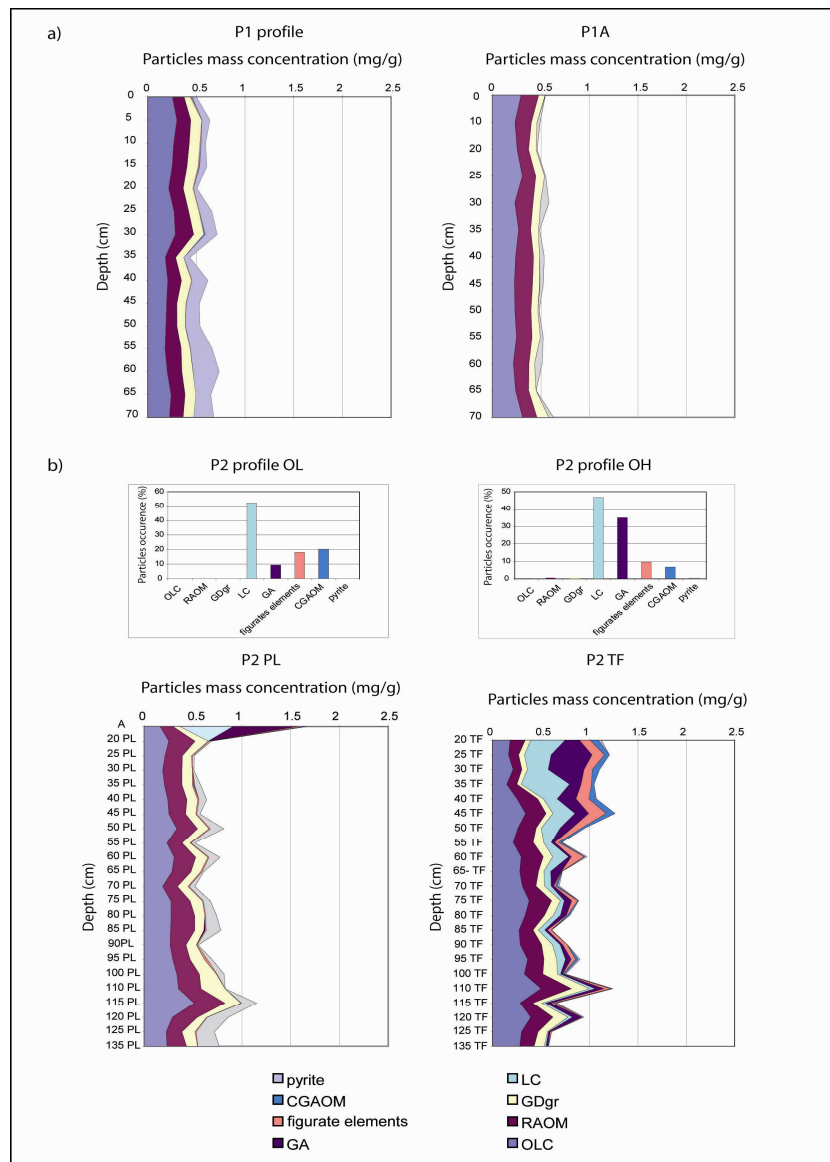 a)
P1 profile
P1A
Particles mass concentration (mg/g)
Particles mass concentration (mg/g)
0 0.5 1 1.5 2 2.5
0 0.5 1 1.5 2 2.5
Depth (cm)
0
5
10
15
20
25
30
35
40
45
50
55
60
65
70
Depth (cm)
0
10
20
25
30
35
40
45
50
55
60
65
70
b)
P2 profile OL
P2 profile OH
Particles occurence (%)
60
50
40
30
20
10
0
OLC
RAOM
GDgr
LC
GA
figurates elements
CGAOM
pyrite
Particles occurence (%)
50
40
30
20
10
0
OLC
RAOM
GDgr
LC
GA
figurates elements
CGAOM
pyrite
P2 PL
P2 TF
Particles mass concentration (mg/g)
Particles mass concentration (mg/g)
0 0.5 1 1.5 2 2.5
0 0.5 1 1.5 2 2.5
Depth (cm)
A
20 PL
25 PL
30 PL
35 PL
40 PL
45 PL
50 PL
55 PL
60 PL
65 PL
70 PL
75 PL
80 PL
85 PL
90PL
95 PL
100 PL
110 PL
115 PL
120 PL
125 PL
135 PL
Depth (cm)
20 TF
25 TF
30 TF
35 TF
40 TF
45 TF
50 TF
55 TF
60 TF
65- TF
70 TF
75 TF
80 TF
85 TF
90 TF
95 TF
100 TF
110 TF
115 TF
120 TF
125 TF
135 TF
pyrite
CGAOM
figurate elements
GA
LC
GDgr
RAOM
OLC